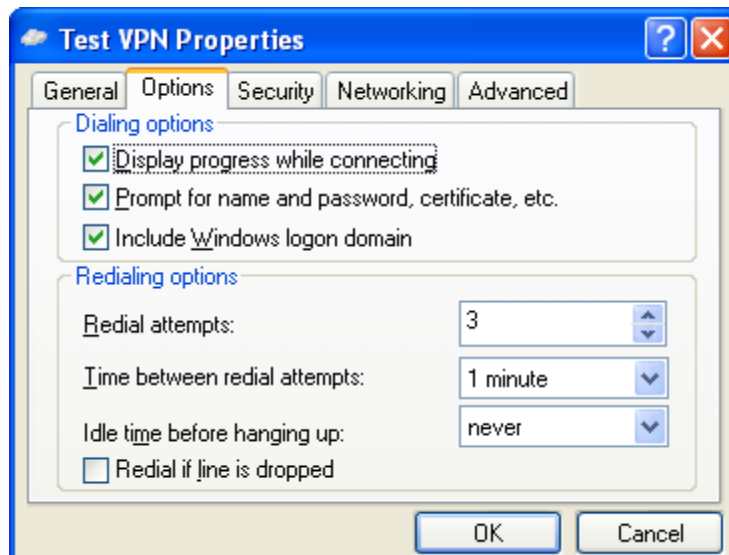 Test VPN Properties
General Options Security Networking Advanced
Dialing options
Display progress while connecting
Prompt for name and password, certificate, etc.
Include Windows logon domain
Redialing options
Redial attempts: 3
Time between redial attempts: 1 minute
Idle time before hanging up: never
Redial if line is dropped
OK Cancel